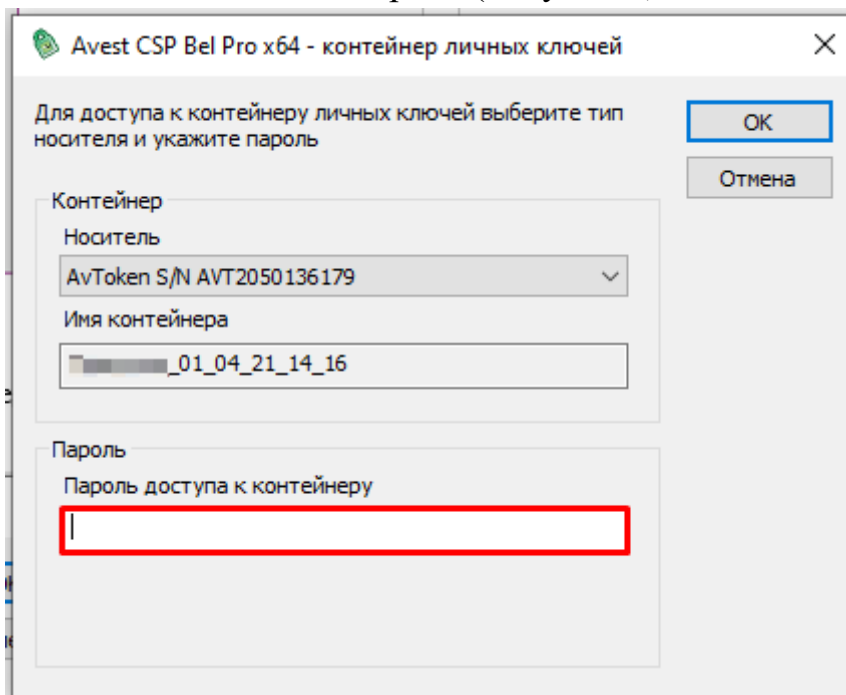 Avest CSP Bel Pro x64 - контейнер личных ключей
Для доступа к контейнеру личных ключей выберите тип
носителя и укажите пароль
OK
Отмена
Контейнер
Носитель
AvToken S/N AVT2050136179
Имя контейнера
_01_04_21_14_16
Пароль
Пароль доступа к контейнеру